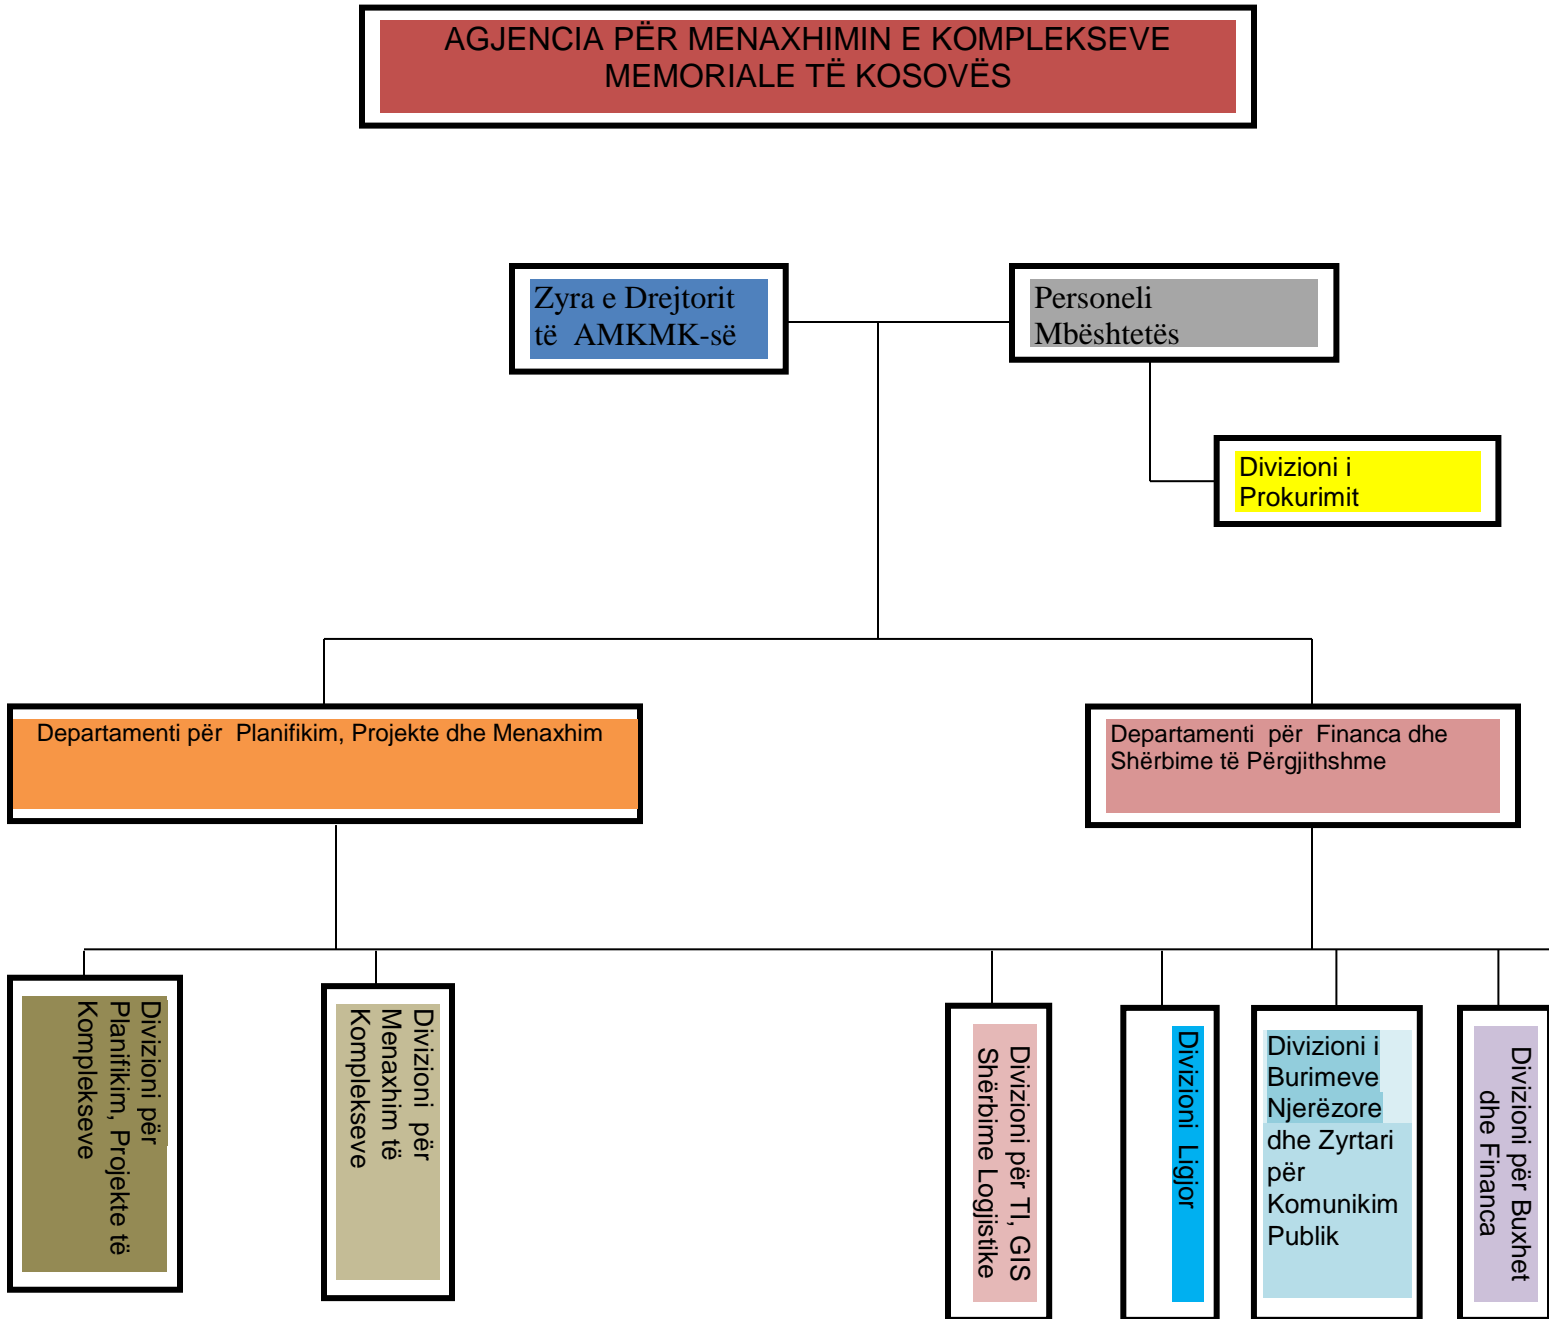 AGJENCIA PËR MENAXHIMIN E KOMPLEKSEVE
MEMORIALE TË KOSOVËS
Zyra e Drejtorit
të AMKMK-së
Personeli
Mbështetës
Divizioni i
Prokurimit
Departamenti për Planifikim, Projekte dhe Menaxhim
Departamenti për Financa dhe
Shërbime të Përgjithshme
Divizioni për
Planifikim, Projekte të
Komplekseve
Divizioni për
Menaxhim të
Komplekseve
Divizioni për TI, GIS
Shërbime Logjistike
Divizioni Ligjor
Divizioni i
Burimeve
Njerëzore
dhe Zyrtari
për
Komunikim
Publik
Divizioni për Buxhet
dhe Financa